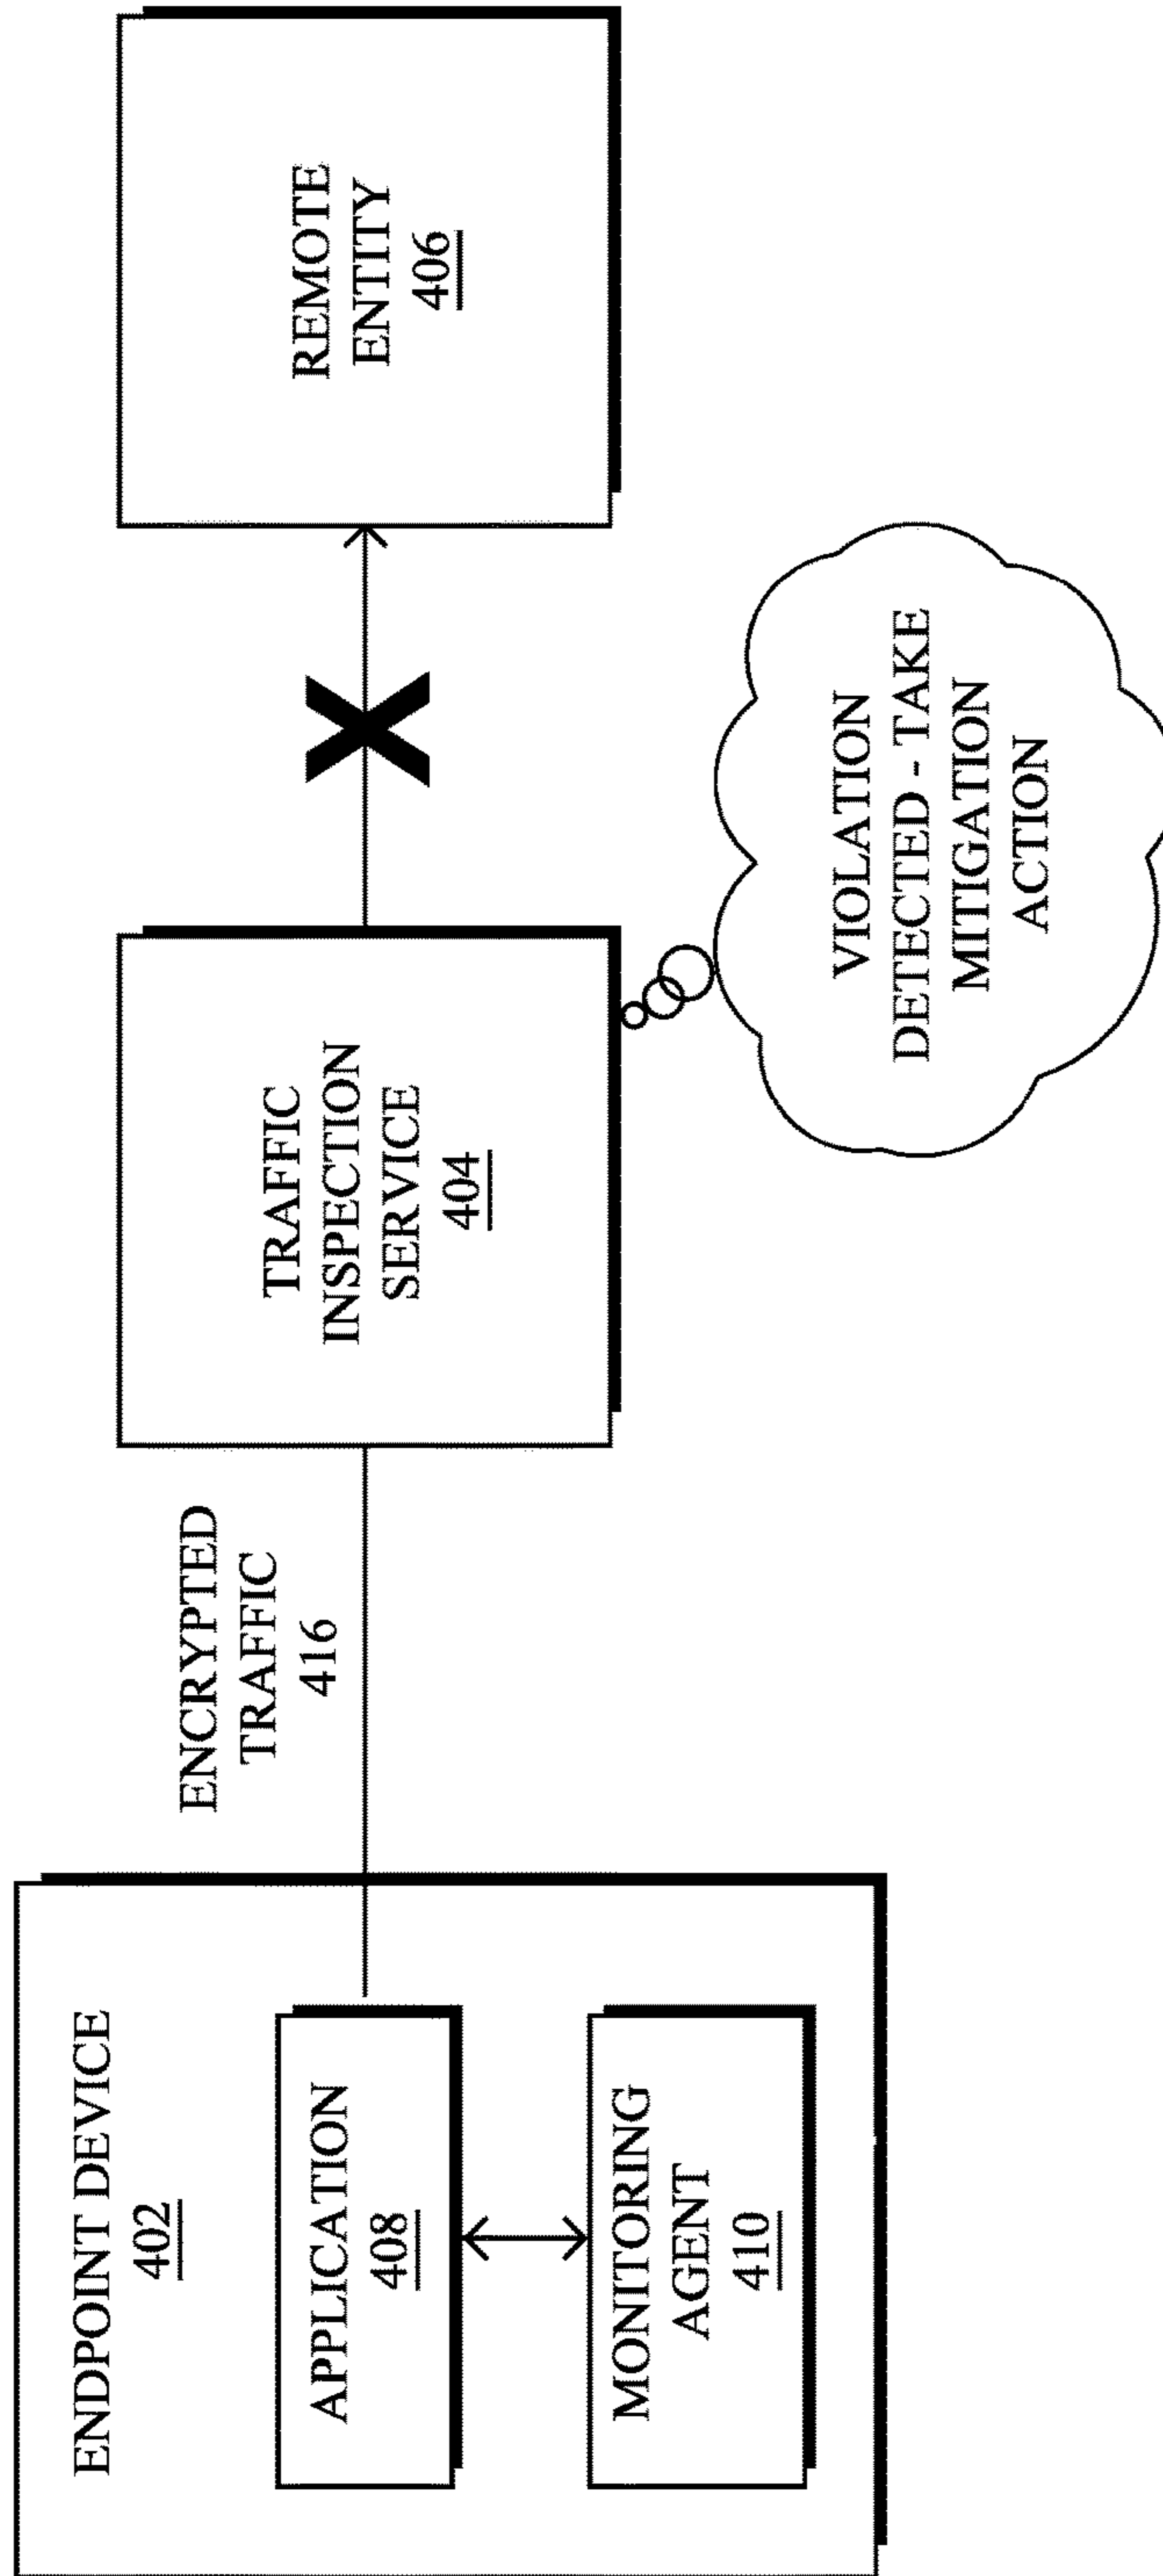 ENDPOINT DEVICE
402
APPLICATION
408
MONITORING
AGENT
410
ENCRYPTED
TRAFFIC
416
TRAFFIC
INSPECTION
SERVICE
404
X
REMOTE
ENTITY
406
VIOLATION
DETECTED - TAKE
MITIGATION
ACTION